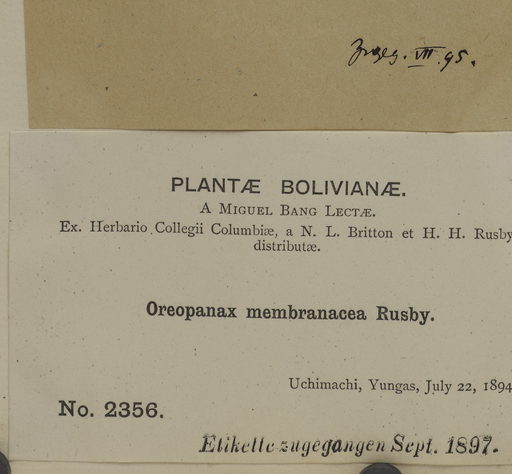 Zugeg. VII. 95.
PLANTÆ BOLIVIANÆ.
A Miguel Bang Lectæ.
Ex. Herbario Collegii Columbiæ, a N. L. Britton et H. H. Rusby
distributæ.
Oreopanax membranacea Rusby.
Uchimachi, Yungas, July 22, 1894
No. 2356.
Etikette zugegangen Sept. 1897.